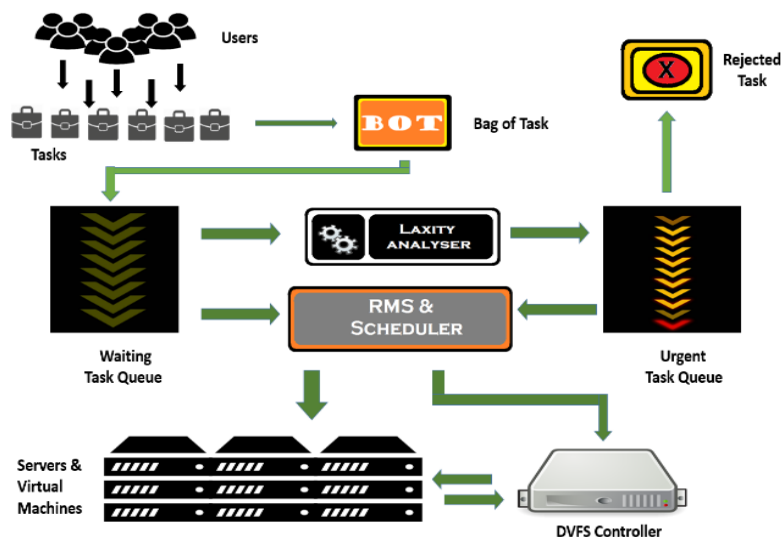 Users
Rejected
Task
X
BOT
Bag of Task
Tasks
LAXITY
ANALYSER
RMS &
SCHEDULER
Waiting
Task Queue
Urgent
Task Queue
Servers &
Virtual
Machines
DVFS Controller